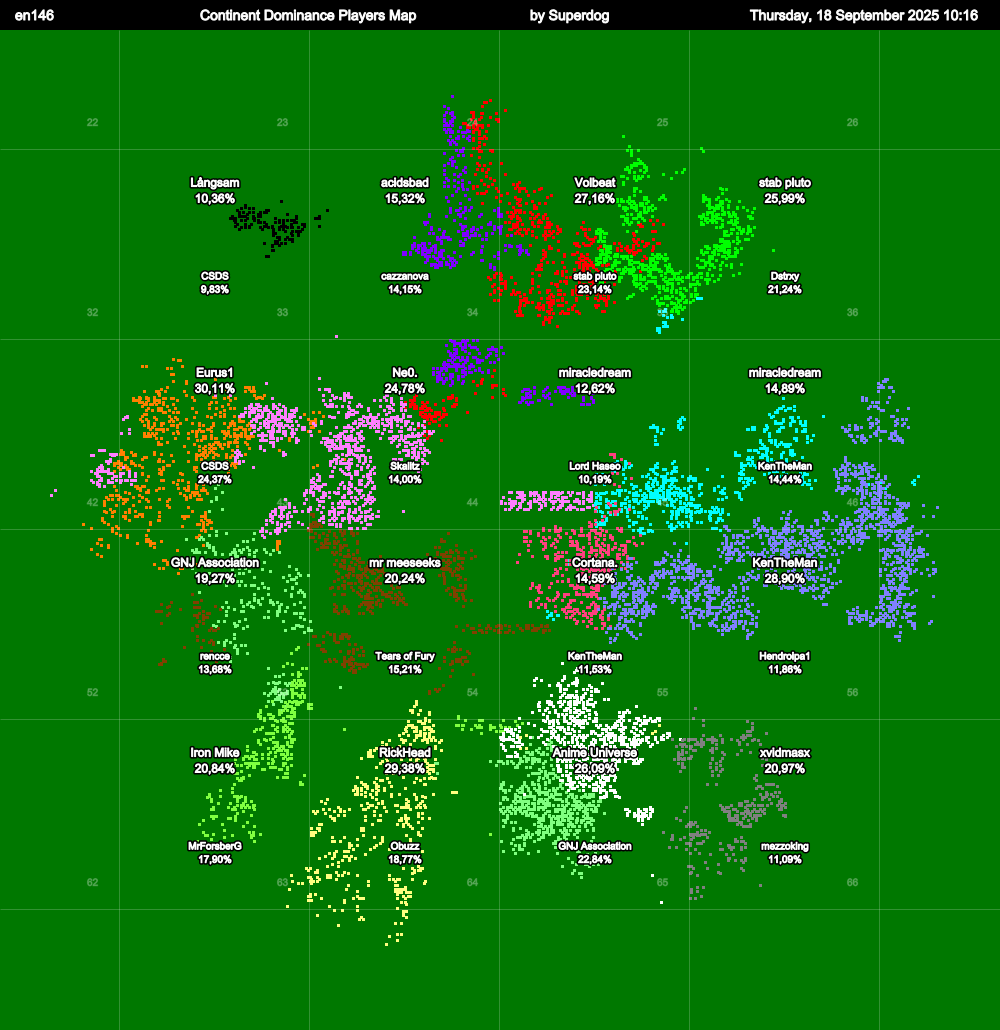 en146 Continent Dominance Players Map by Superdog Thursday, 18 September 2025 10:16
22 23 24 25 26
Långsam acidsbad Volbeat stab pluto
10,36% 15,32% 27,16% 25,99%
CSDS cazzanova stab pluto Dstrxy
9,83% 14,15% 23,14% 21,24%
32 33 34 36
Eurus1 Ne0. miracledream miracledream
30,11% 24,78% 12,62% 14,89%
CSDS Skalitz Lord Haseo KenTheMan
24,37% 14,00% 10,19% 14,44%
42 44 46
GNJ Association mr meeseeks Cortana. KenTheMan
19,27% 20,24% 14,59% 28,90%
rencce Tears of Fury KenTheMan Hendrolpa1
13,68% 15,21% 11,53% 11,86%
52 54 55 56
Iron Mike RickHead Anime Universe xvidmasx
20,84% 29,38% 28,09% 20,97%
MrForsberG Obuzz GNJ Association mezzoking
17,90% 18,77% 22,84% 11,09%
62 63 64 65 66